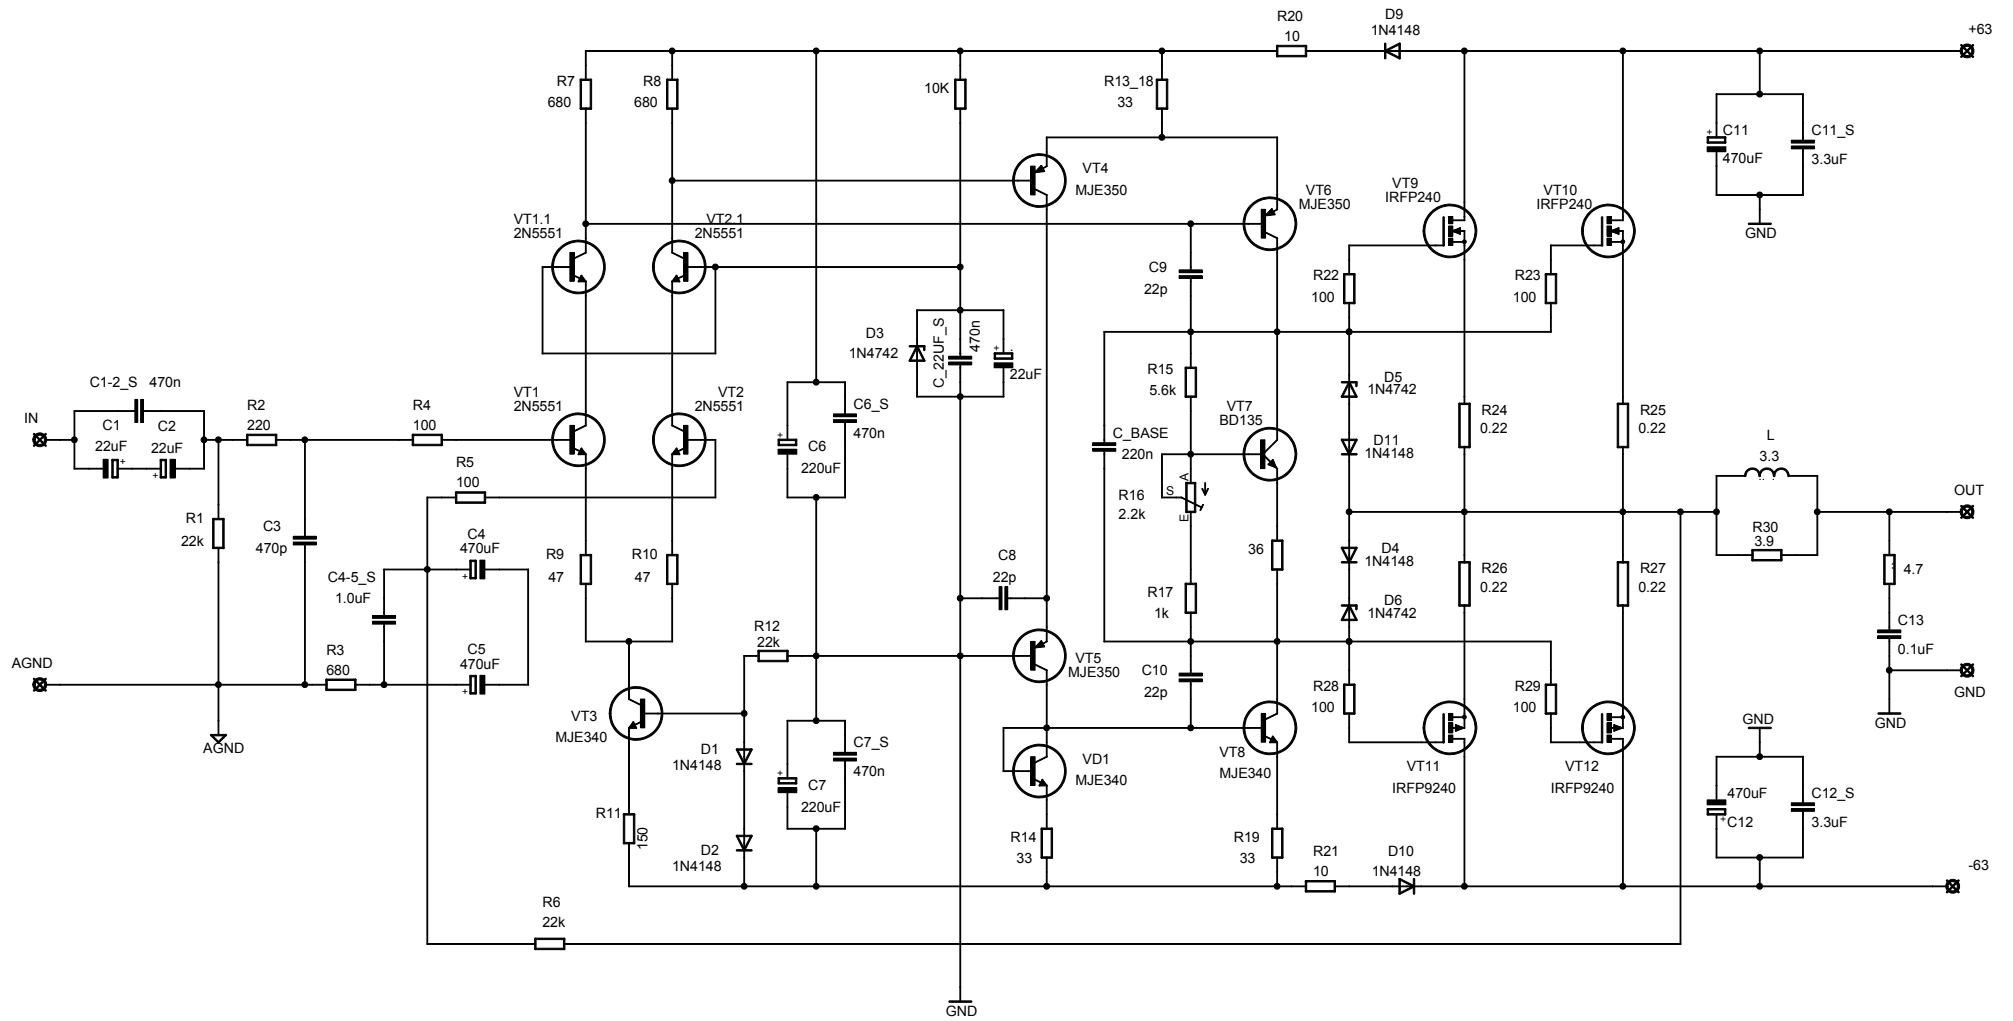 R20
10
D9
1N4148
+63
R7
680
R8
680
10K
R13_18
33
C11
470uF
C11_S
3.3uF
GND
VT4
MJE350
VT6
MJE350
VT9
IRFP240
VT10
IRFP240
VT1.1
2N5551
VT2.1
2N5551
C9
22p
R22
100
R23
100
D3
1N4742
C_22UF_S
470n
22uF
C1-2_S 470n
IN
C1
22uF
C2
22uF
R2
220
R4
100
VT1
2N5551
VT2
2N5551
R5
100
C6_S
470n
C6
220uF
R15
5.6k
VT7
BD135
C_BASE
220n
A
S
E
R16
2.2k
D5
1N4742
D11
1N4148
R24
0.22
R25
0.22
L
3.3
OUT
R30
3.9
R1
22k
C3
470p
C4
470uF
C4-5_S
1.0uF
R9
47
R10
47
C8
22p
36
D4
1N4148
D6
1N4742
R26
0.22
R27
0.22
4.7
C13
0.1uF
GND
GND
R17
1k
AGND
R3
680
C5
470uF
AGND
R12
22k
VT5
MJE350
C10
22p
R28
100
R29
100
VT3
MJE340
D1
1N4148
C7_S
470n
C7
220uF
VD1
MJE340
VT8
MJE340
VT11
IRFP9240
VT12
IRFP9240
GND
470uF
C12
C12_S
3.3uF
R11
150
D2
1N4148
R14
33
R19
33
R21
10
D10
1N4148
-63
R6
22k
GND